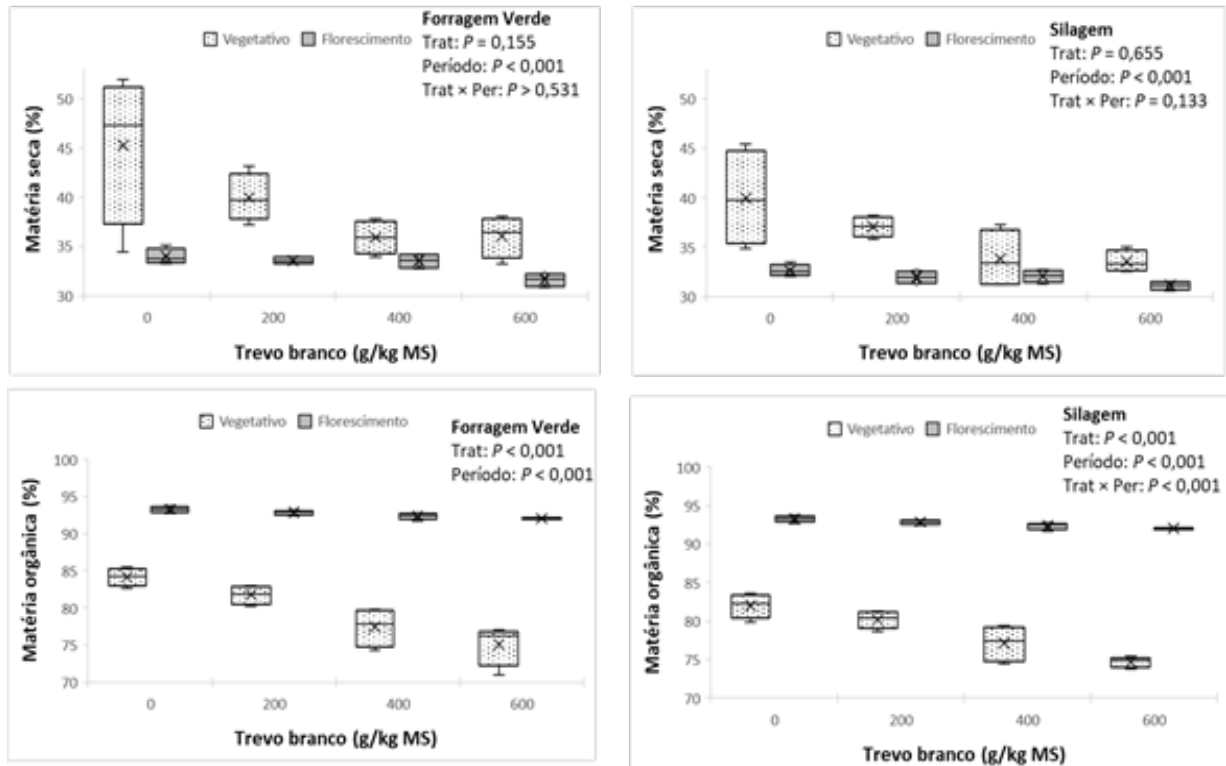 Forragem Verde
Vegetativo Florescimento
Trat: P = 0,155
Período: P < 0,001
Trat × Per: P > 0,531
Matéria seca (%)
50
45
40
35
30
0 200 400 600
Trevo branco (g/kg MS)
Silagem
Vegetativo Florescimento
Trat: P = 0,655
Período: P < 0,001
Trat × Per: P = 0,133
Matéria seca (%)
50
45
40
35
30
0 200 400 600
Trevo branco (g/kg MS)
Vegetativo Florescimento
Forragem Verde
Trat: P < 0,001
Período: P < 0,001
Matéria orgânica (%)
100
95
90
85
80
75
70
0 200 400 600
Trevo branco (g/kg MS)
Silagem
Vegetativo Florescimento
Trat: P < 0,001
Período: P < 0,001
Trat × Per: P < 0,001
Matéria orgânica (%)
100
95
90
85
80
75
70
0 200 400 600
Trevo branco (g/kg MS)